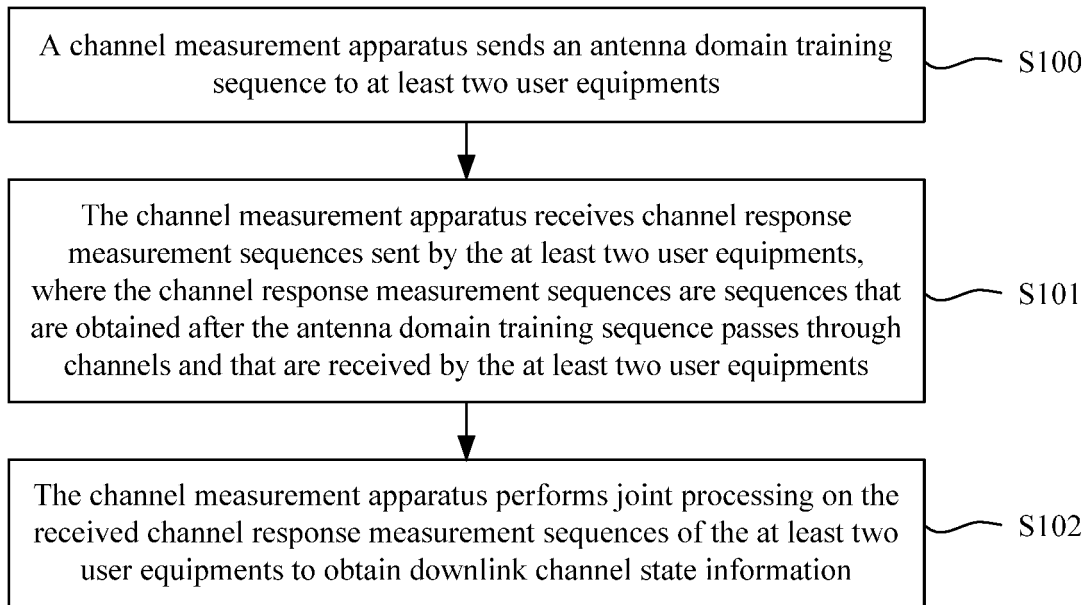 A channel measurement apparatus sends an antenna domain training
sequence to at least two user equipments
S100
The channel measurement apparatus receives channel response
measurement sequences sent by the at least two user equipments,
where the channel response measurement sequences are sequences that
are obtained after the antenna domain training sequence passes through
channels and that are received by the at least two user equipments
S101
The channel measurement apparatus performs joint processing on the
received channel response measurement sequences of the at least two
user equipments to obtain downlink channel state information
S102